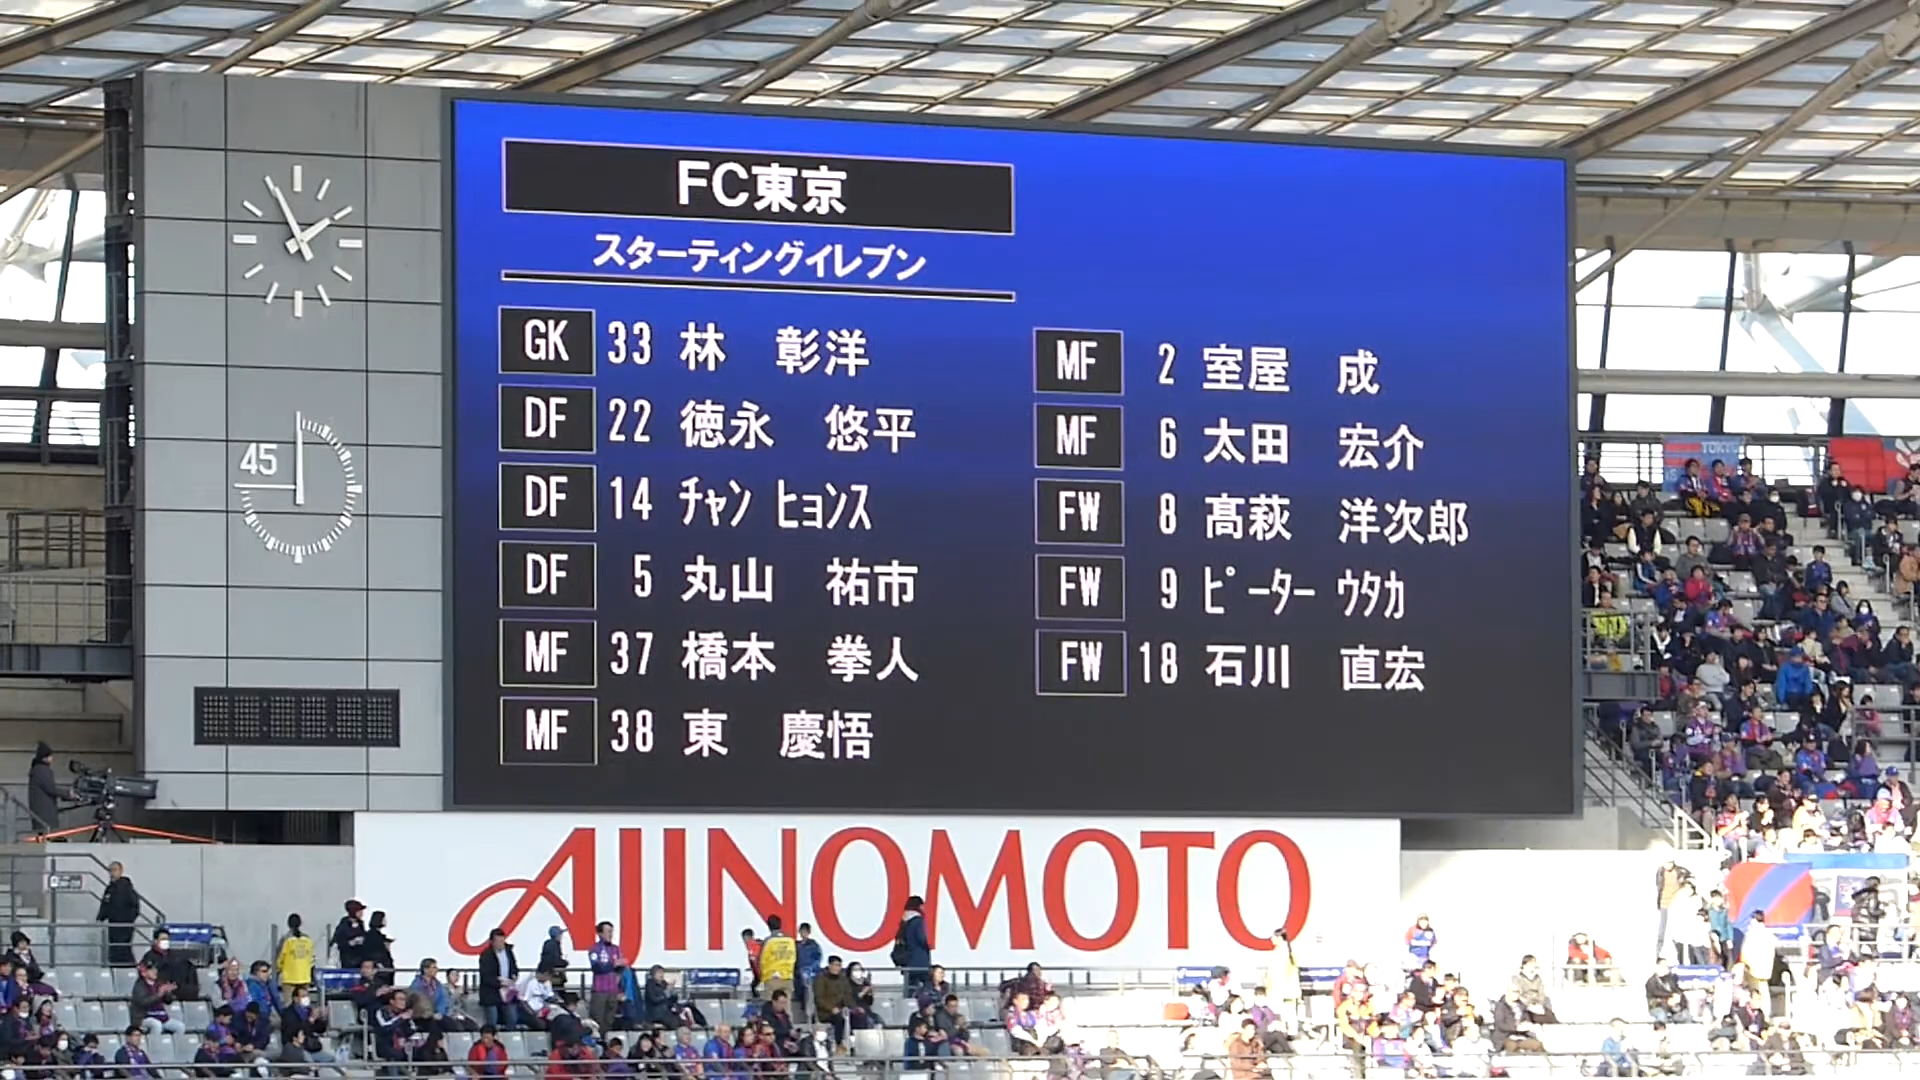 FC東京
スターティングイレブン
GK 33 林 彰洋
DF 22 徳永 悠平
DF 14 ﾁｬﾝ ﾋｮﾝｽ
DF 5 丸山 祐市
MF 37 橋本 拳人
MF 38 東 慶悟
MF 2 室屋 成
MF 6 太田 宏介
FW 8 髙萩 洋次郎
FW 9 ﾋﾟｰﾀｰ ｳﾀｶ
FW 18 石川 直宏
45
AJINOMOTO
TOKYO